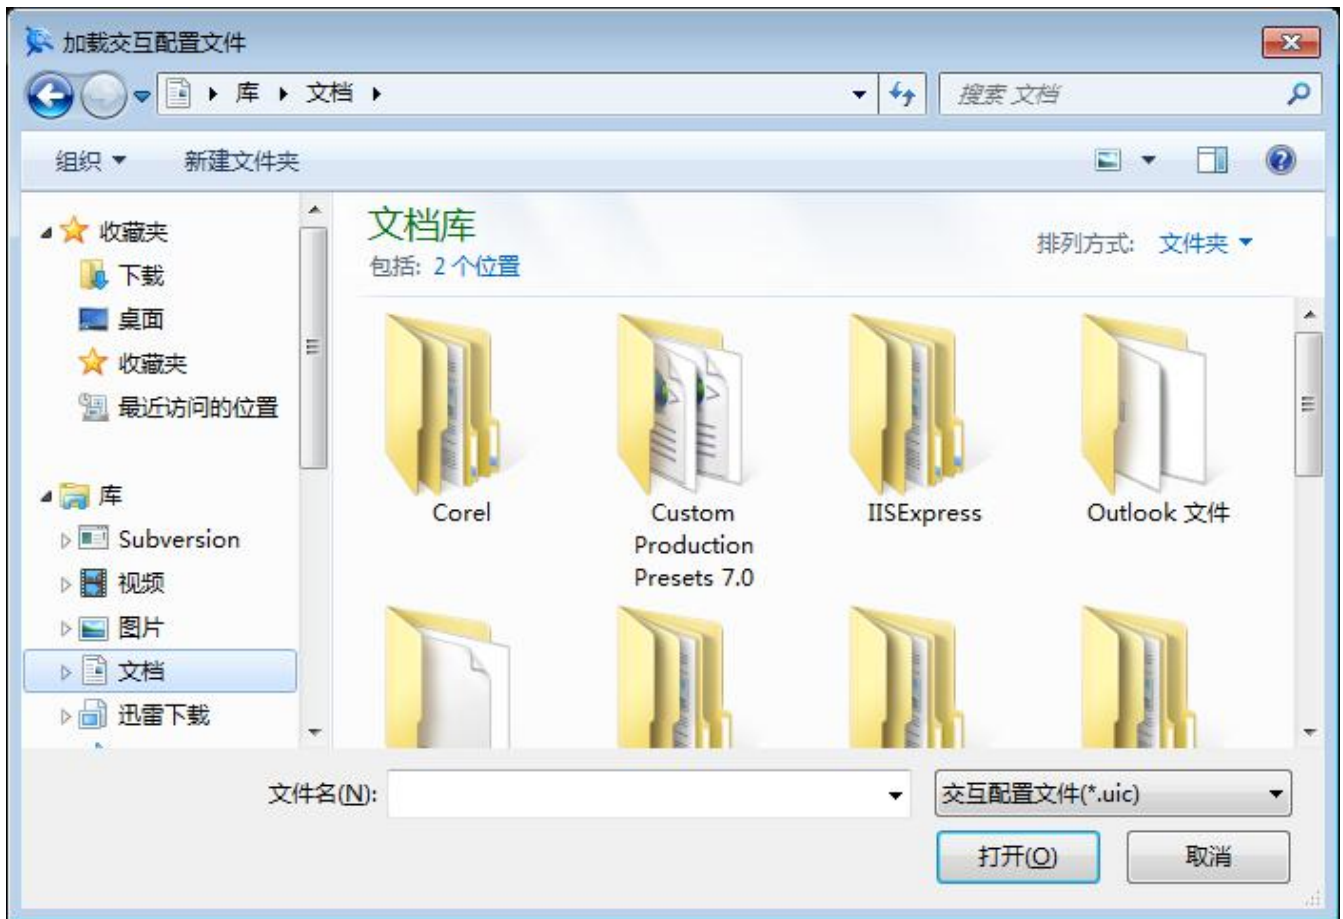 加载交互配置文件
库 文档
搜索 文档
组织 新建文件夹
收藏夹
下载
桌面
收藏夹
最近访问的位置
库
Subversion
视频
图片
文档
迅雷下载
文档库
包括: 2 个位置
排列方式: 文件夹
Corel
Custom
Production
Presets 7.0
IISExpress
Outlook 文件
文件名(N):
交互配置文件(*.uic)
打开(O)
取消